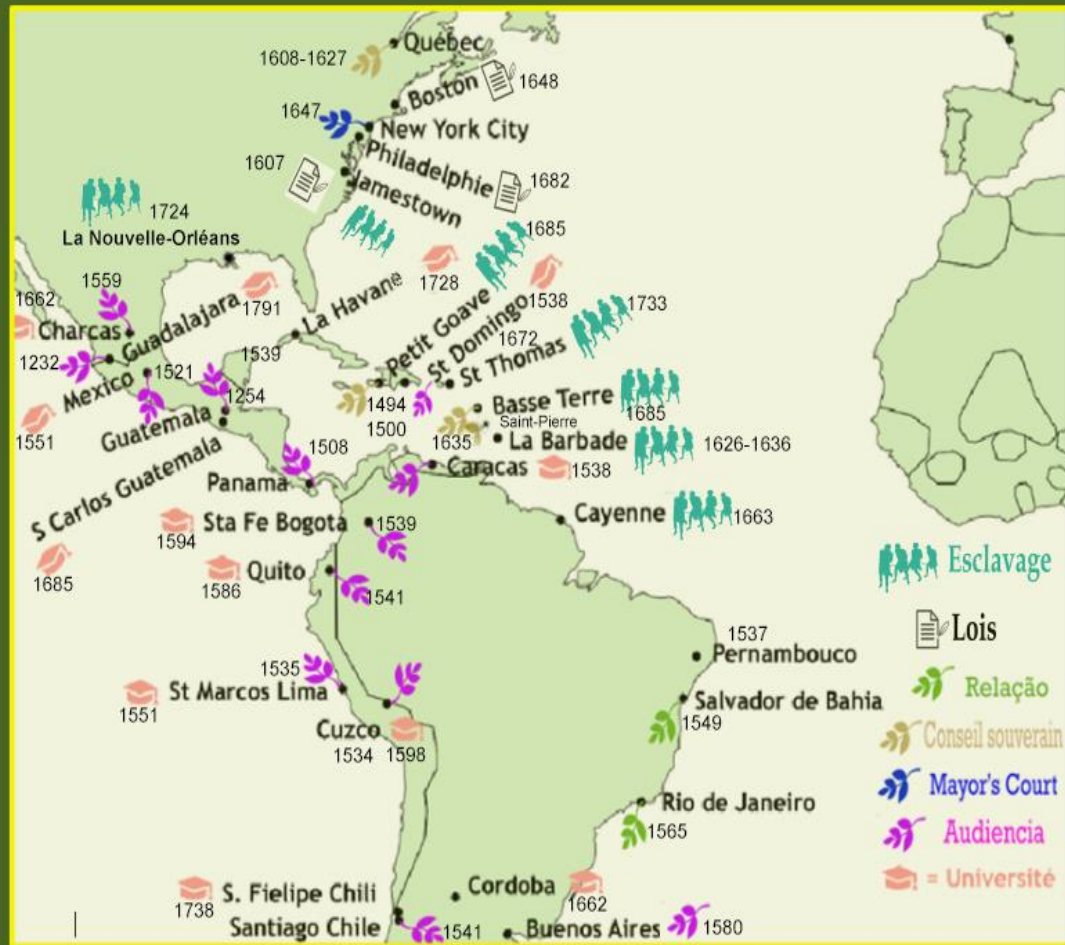 Québec
1608-1627
Boston 1648
1647
New York City
1607
Philadelphie 1682
Jamestown
1724
La Nouvelle-Orléans
1685
1559
1728
1538
1733
1662
Charcas
Guadalajara 1791
La Havane
Petit Goave
St Domingo
1672
St Thomas
1232
1539
Mexico 1521
1254
1494
1500
Basse Terre
1685
Saint-Pierre
1551
Guatemala
1508
1635
La Barbade 1626-1636
S Carlos Guatemala
Panama
Caracas 1538
Sta Fe Bogota 1539
1594
Cayenne 1663
1685
Quito
1586
1541
Esclavage
Lois
1537
Pernambouco
1535
St Marcos Lima
1551
Relação
Salvador de Bahia
1549
Cuzco
1534 1598
Conseil souverain
Mayor's Court
Rio de Janeiro
1565
Audiencia
= Université
S. Fielipe Chili
1738
Cordoba
1662
Santiago Chile 1541
Buenos Aires 1580